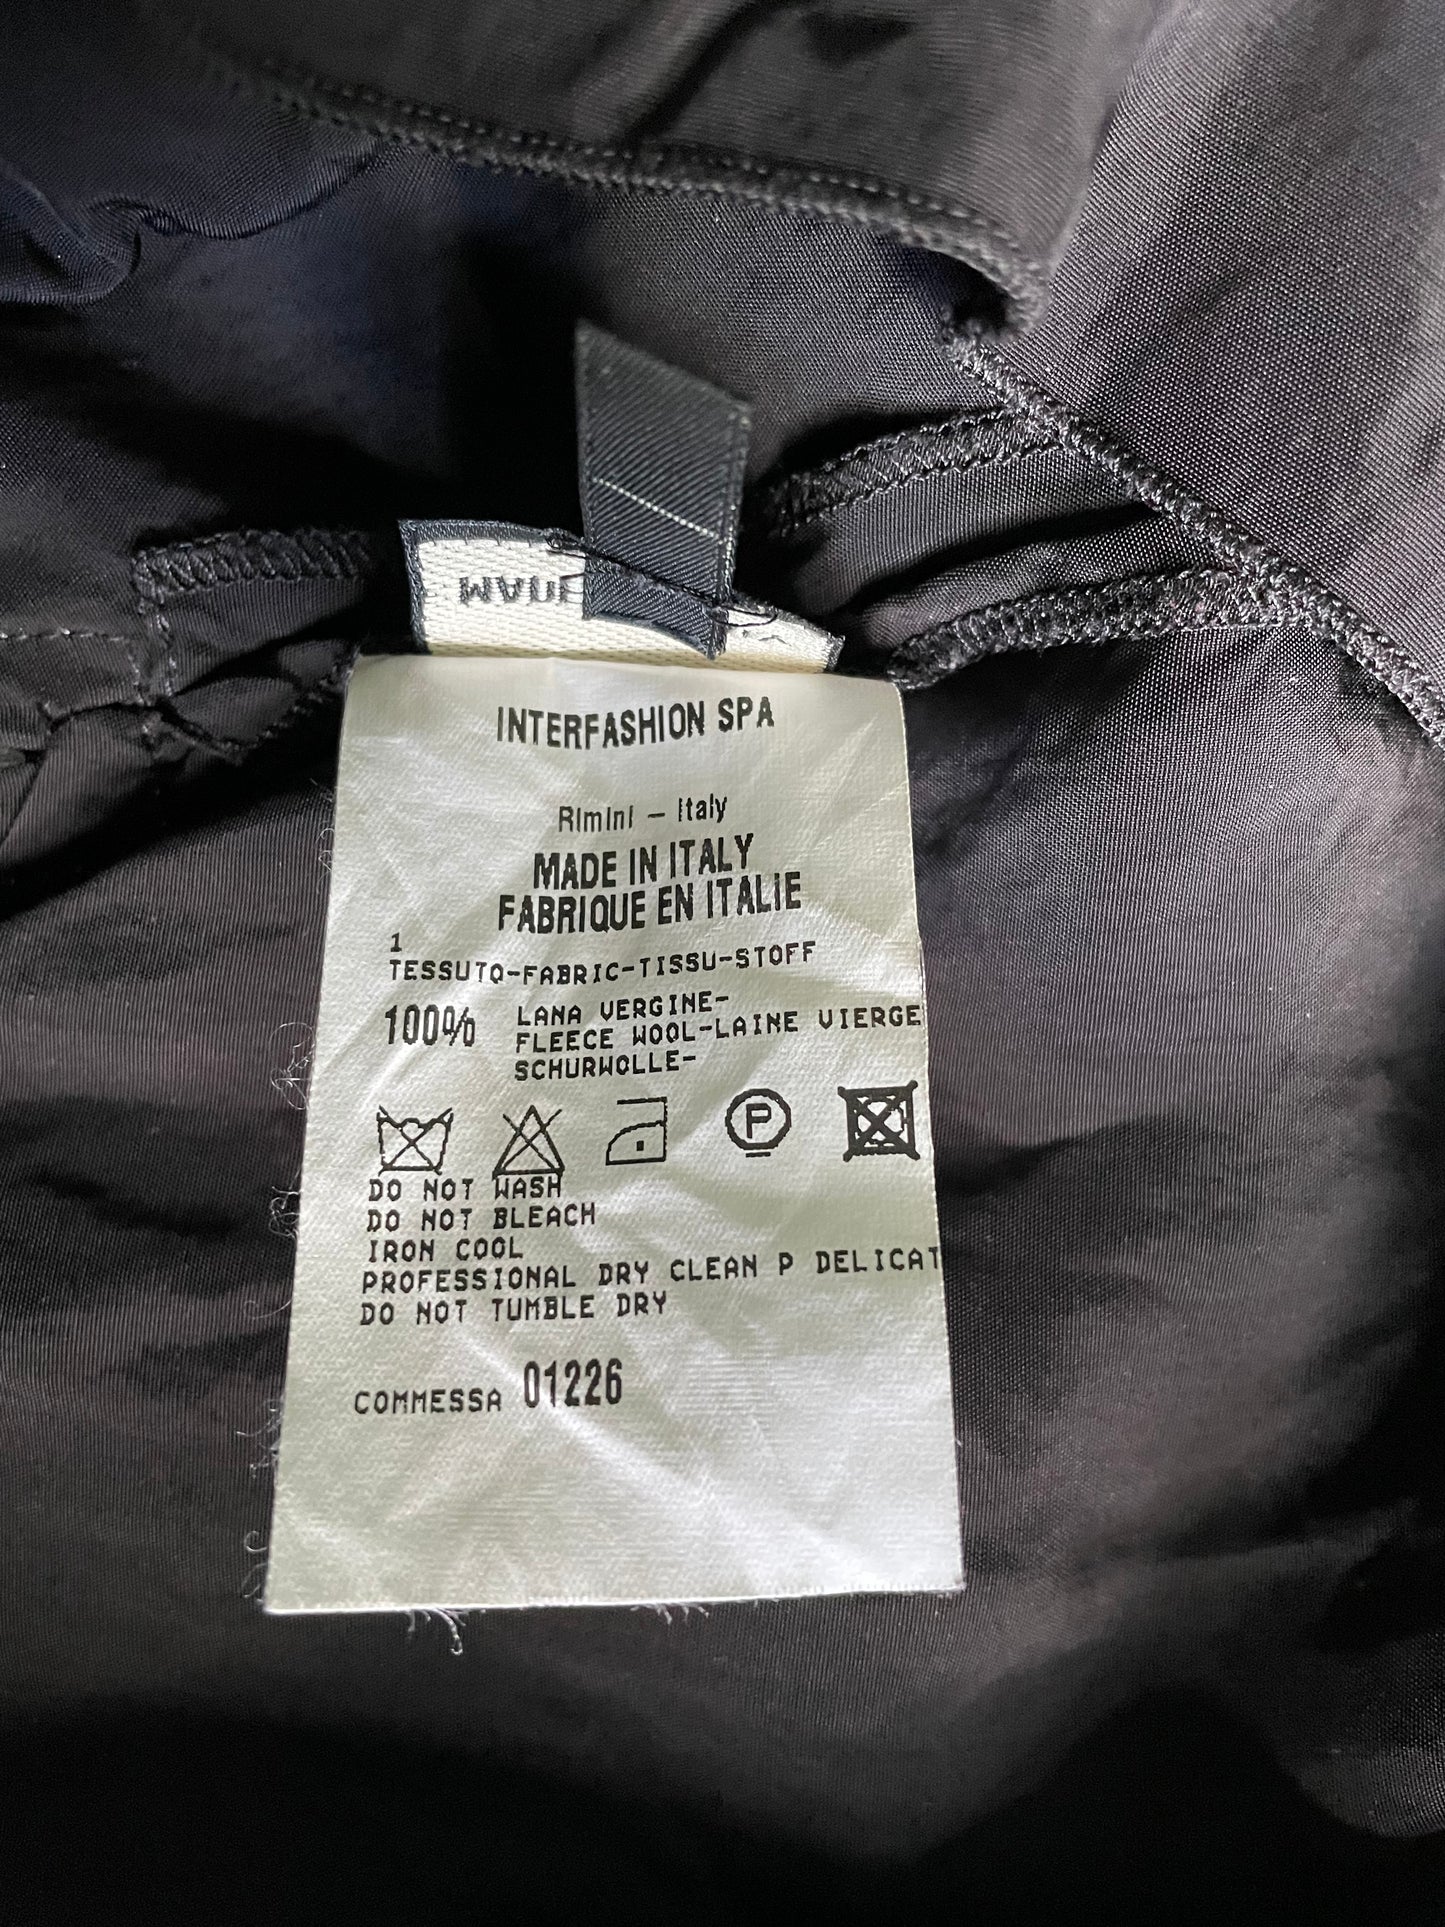 INTERFASHION SPA
Rimini – Italy
MADE IN ITALY
FABRIQUE EN ITALIE
1
TESSUTO-FABRIC-TISSU-STOFF
100% LANA VERGINE-
FLEECE WOOL-LAINE VIERGE
SCHURWOLLE-
P
DO NOT WASH
DO NOT BLEACH
IRON COOL
PROFESSIONAL DRY CLEAN P DELICAT
DO NOT TUMBLE DRY
COMMESSA 01226